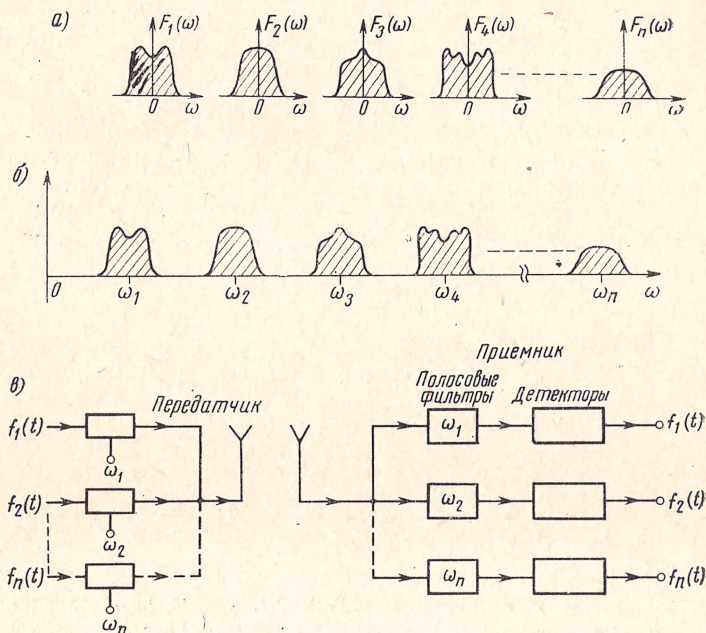 а) F₁(ω) F₂(ω) F₃(ω) F₄(ω) Fₙ(ω)
0 ω 0 ω 0 ω 0 ω 0 ω
б)
0 ω₁ ω₂ ω₃ ω₄ ωₙ ω
Приемник
в) Передатчик Полосовые фильтры Детекторы
f₁(t) ω₁ f₁(t)
ω₁
f₂(t) ω₂ f₂(t)
ω₂
fₙ(t) ωₙ fₙ(t)
ωₙ